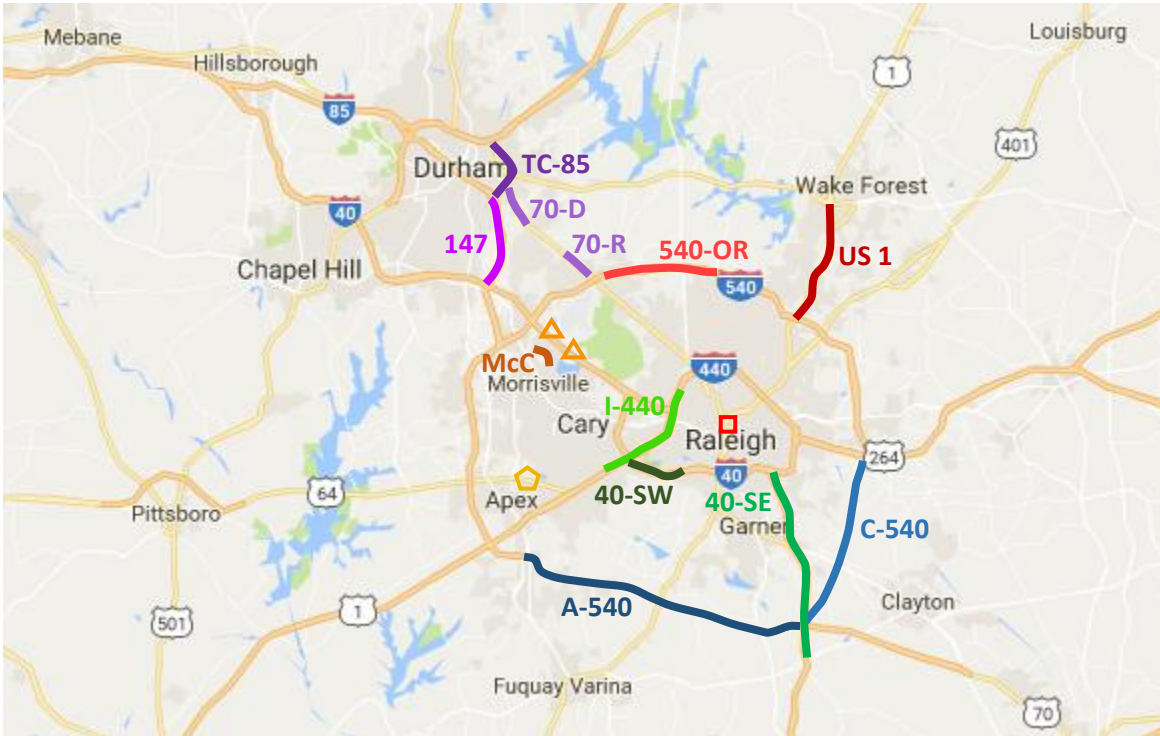 Mebane
Louisburg
Hillsborough
1
85
401
Durham
TC-85
Wake Forest
40
70-D
147
70-R
540-OR
US 1
Chapel Hill
540
McC
Morrisville
440
I-440
Cary
Raleigh
264
40
64
40-SW
40-SE
Apex
Pittsboro
Garner
C-540
A-540
Clayton
1
501
Fuquay Varina
70